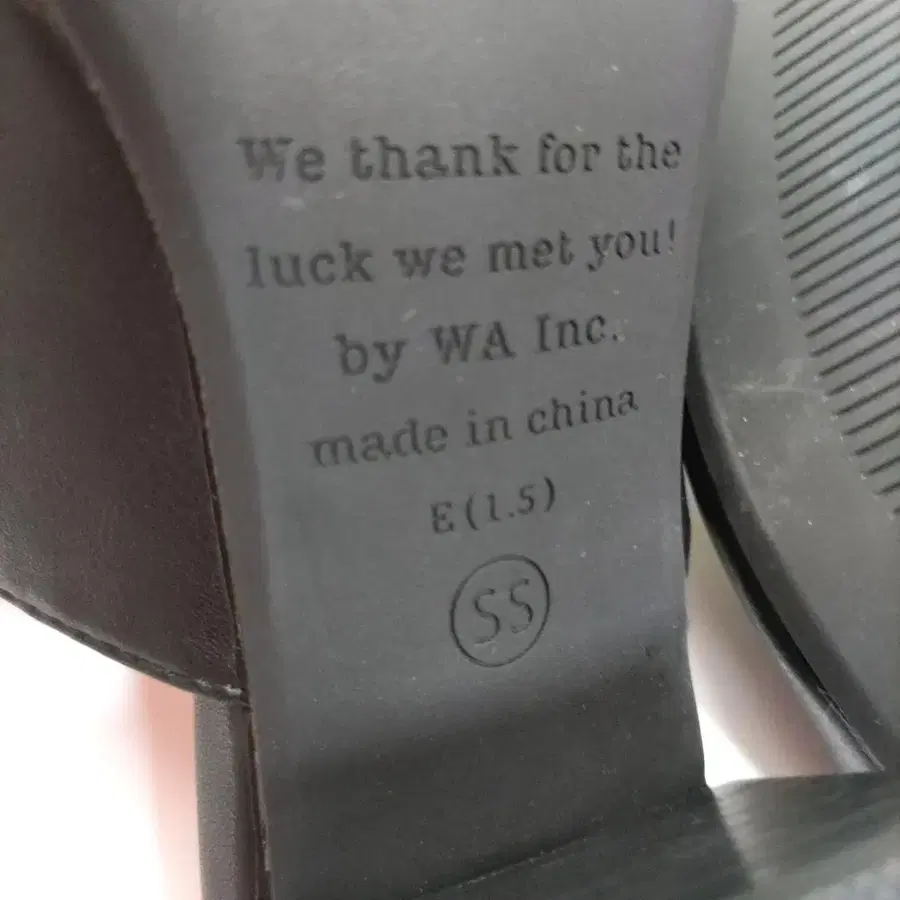 We thank for the
luck we met you!
by WA Inc.
made in china
E(1.5)
SS